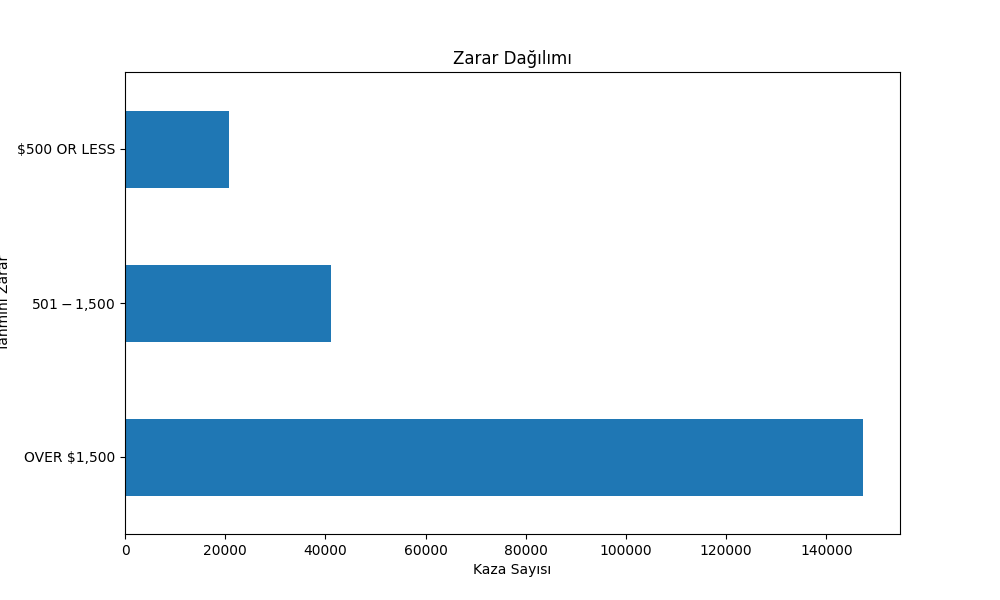 Zarar Dağılımı
$500 OR LESS
501 − 1,500
OVER $1,500
Tahmini Zarar
0 20000 40000 60000 80000 100000 120000 140000
Kaza Sayısı